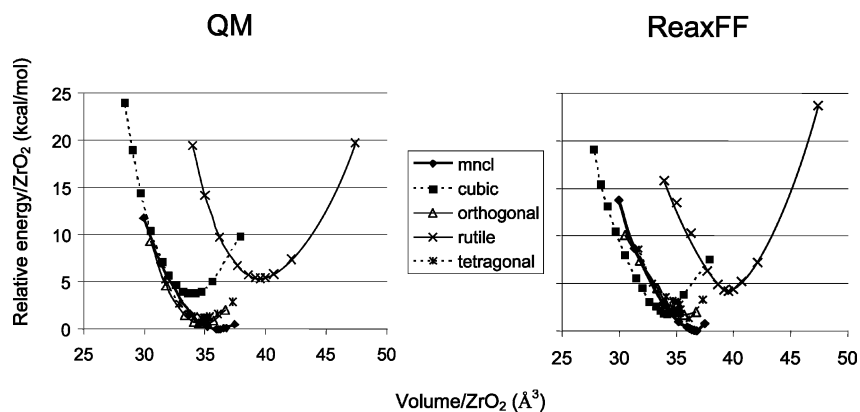 QM
ReaxFF
Relative energy/ZrO₂ (kcal/mol)
25
20
15
10
5
0
25
30
35
40
45
50
mncl
cubic
orthogonal
rutile
tetragonal
25
30
35
40
45
50
Volume/ZrO₂ (Å³)